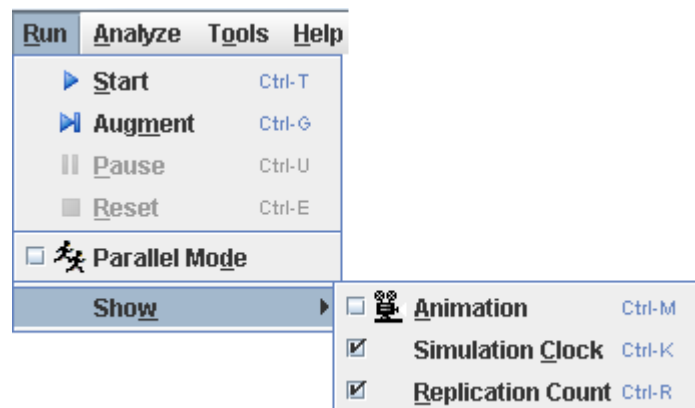 Run Analyze Tools Help
Start Ctrl-T
Augment Ctrl-G
Pause Ctrl-U
Reset Ctrl-E
Parallel Mode
Show
Animation Ctrl-M
Simulation Clock Ctrl-K
Replication Count Ctrl-R